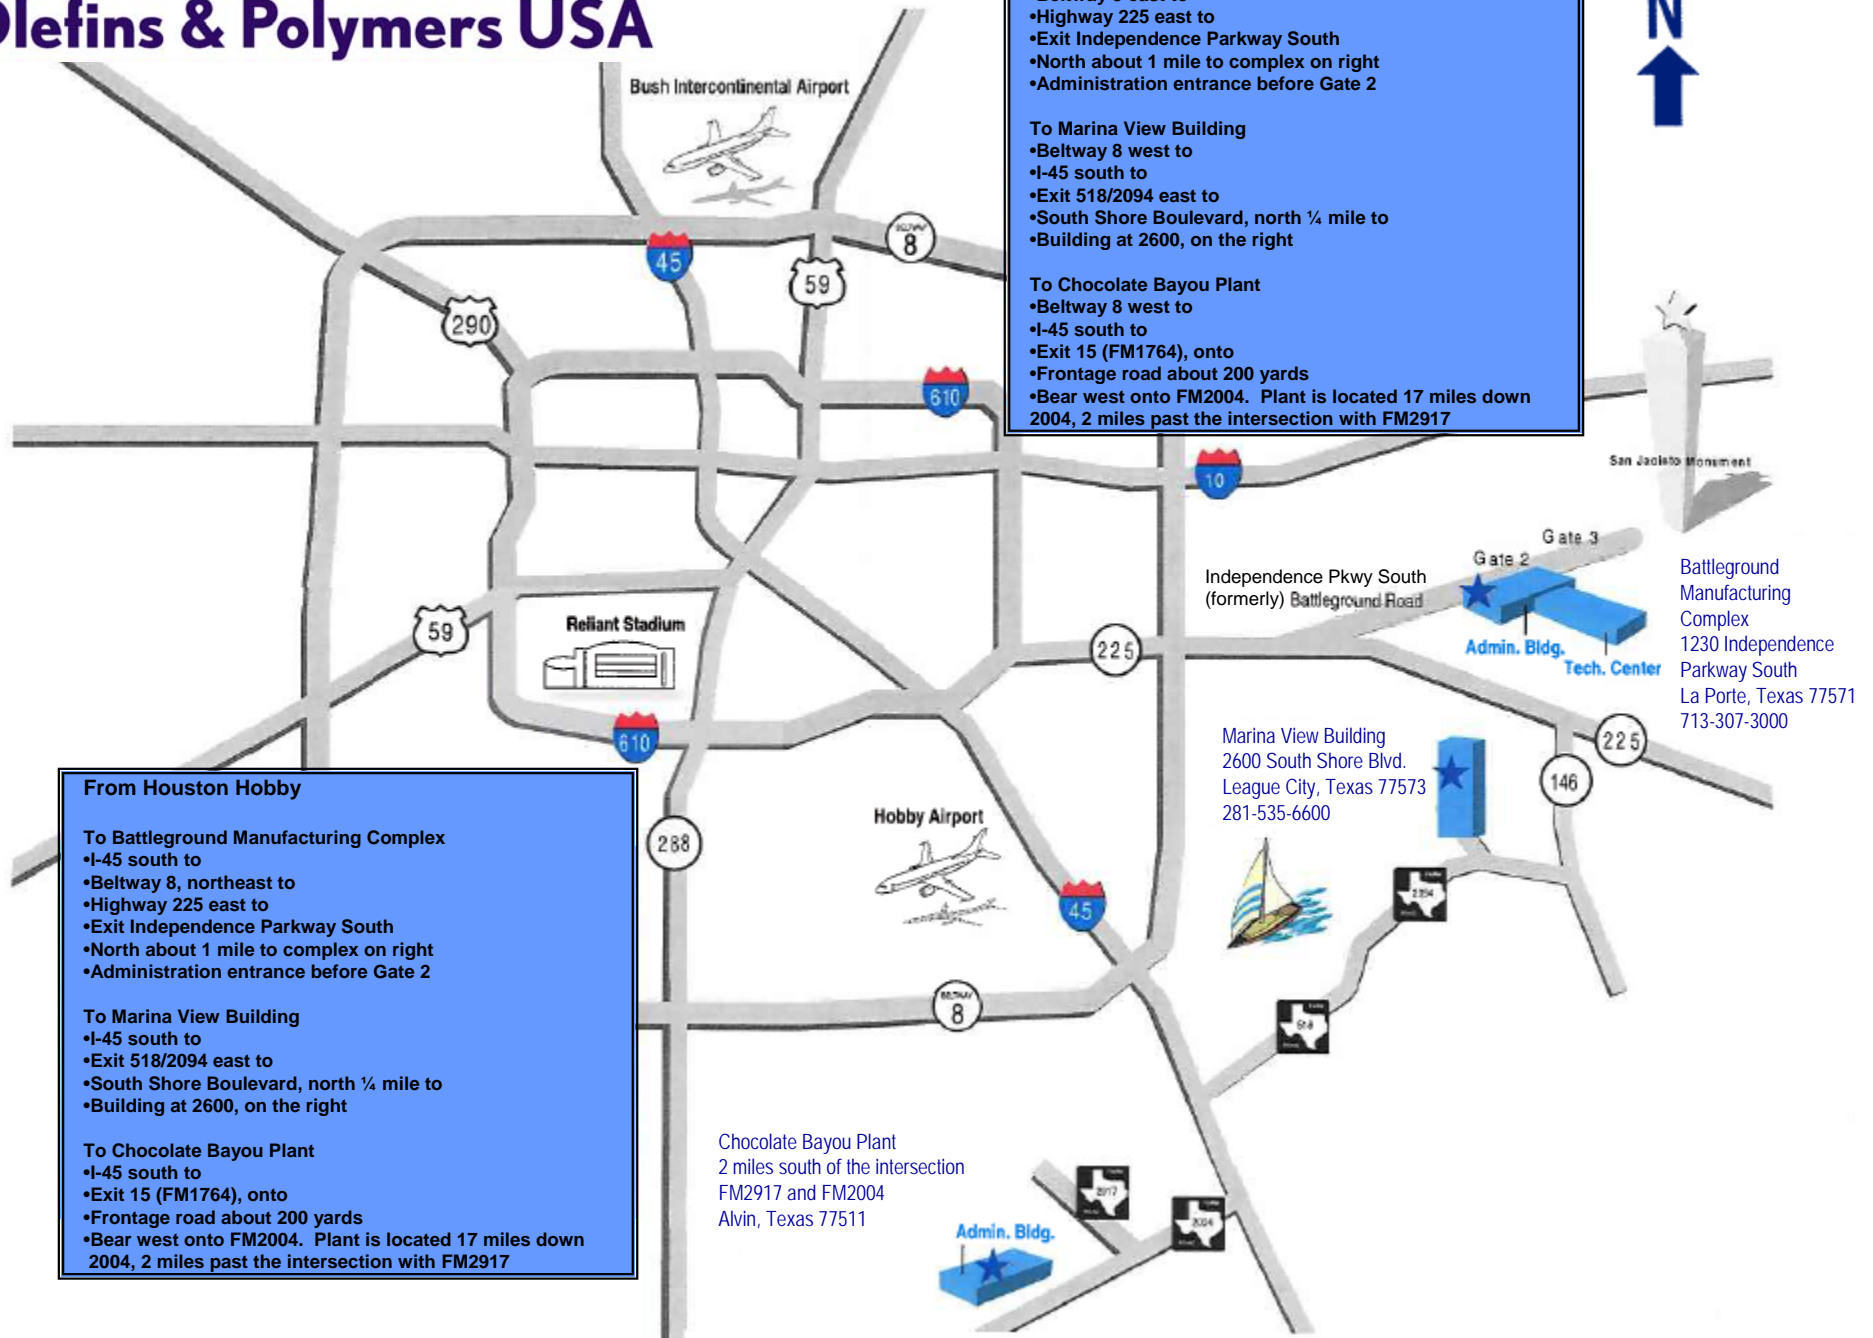 Olefins & Polymers USA
•Highway 225 east to
•Exit Independence Parkway South
•North about 1 mile to complex on right
•Administration entrance before Gate 2
To Marina View Building
•Beltway 8 west to
•I-45 south to
•Exit 518/2094 east to
•South Shore Boulevard, north ¼ mile to
•Building at 2600, on the right
To Chocolate Bayou Plant
•Beltway 8 west to
•I-45 south to
•Exit 15 (FM1764), onto
•Frontage road about 200 yards
•Bear west onto FM2004.  Plant is located 17 miles down
2004, 2 miles past the intersection with FM2917
N
Bush Intercontinental Airport
45
59
BELTWAY
8
290
610
10
San Jacinto Monument
Gate 3
Gate 2
Independence Pkwy South
(formerly) Battleground Road
Admin. Bldg.
Tech. Center
Battleground
Manufacturing
Complex
1230 Independence
Parkway South
La Porte, Texas 77571
713-307-3000
59
Reliant Stadium
225
610
225
146
Marina View Building
2600 South Shore Blvd.
League City, Texas 77573
281-535-6600
288
Hobby Airport
45
2094
BELTWAY
8
518
From Houston Hobby
To Battleground Manufacturing Complex
•I-45 south to
•Beltway 8, northeast to
•Highway 225 east to
•Exit Independence Parkway South
•North about 1 mile to complex on right
•Administration entrance before Gate 2
To Marina View Building
•I-45 south to
•Exit 518/2094 east to
•South Shore Boulevard, north ¼ mile to
•Building at 2600, on the right
To Chocolate Bayou Plant
•I-45 south to
•Exit 15 (FM1764), onto
•Frontage road about 200 yards
•Bear west onto FM2004.  Plant is located 17 miles down
2004, 2 miles past the intersection with FM2917
Chocolate Bayou Plant
2 miles south of the intersection
FM2917 and FM2004
Alvin, Texas 77511
2917
2004
Admin. Bldg.